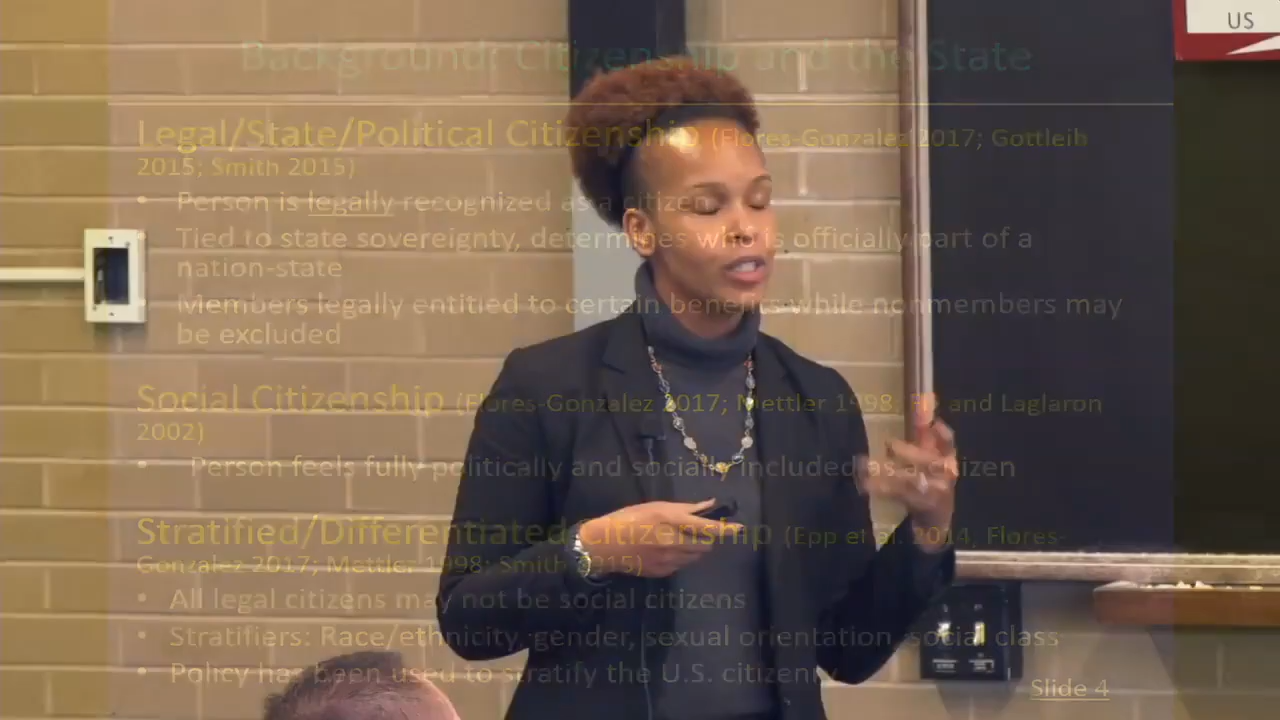 US
Background: Citizenship and the State
Legal/State/Political Citizenship (Flores-Gonzalez 2017; Gottleib
2015; Smith 2015)
• Person is legally recognized as a citizen
Tied to state sovereignty, determines who is officially part of a
nation-state
Members legally entitled to certain benefits while nonmembers may
be excluded
Social Citizenship (Flores-Gonzalez 2017; Mettler 1998; and Laglaron
2002)
• Person feels fully politically and socially included as a citizen
Stratified/Differentiated Citizenship (Epp et al. 2014, Flores-
Gonzalez 2017; Mettler 1998; Smith 2015)
• All legal citizens may not be social citizens
• Stratifiers: Race/ethnicity, gender, sexual orientation, social class
• Policy has been used to stratify the U.S. citizenry
Slide 4